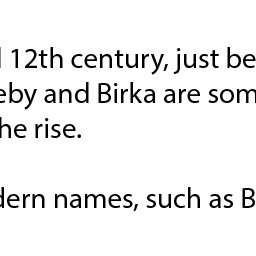 12th century, just be
eby and Birka are som
he rise.
dern names, such as B